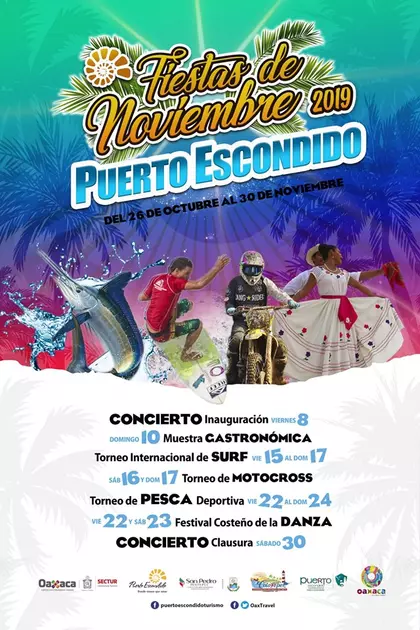 Fiestas de
Noviembre 2019
PUERTO ESCONDIDO
DEL 26 DE OCTUBRE AL 30 DE NOVIEMBRE
CONCIERTO Inauguración VIERNES 8
DOMINGO 10 Muestra GASTRONÓMICA
Torneo Internacional de SURF VIE 15 AL DOM 17
SÁB 16 Y DOM 17 Torneo de MOTOCROSS
Torneo de PESCA Deportiva VIE 22 AL DOM 24
VIE 22 Y SÁB 23 Festival Costeño de la DANZA
CONCIERTO Clausura SÁBADO 30
Oaxaca SECTUR Puerto Escondido San Pedro PUERTO oaxaca
puertoescondidoturismo OaxTravel